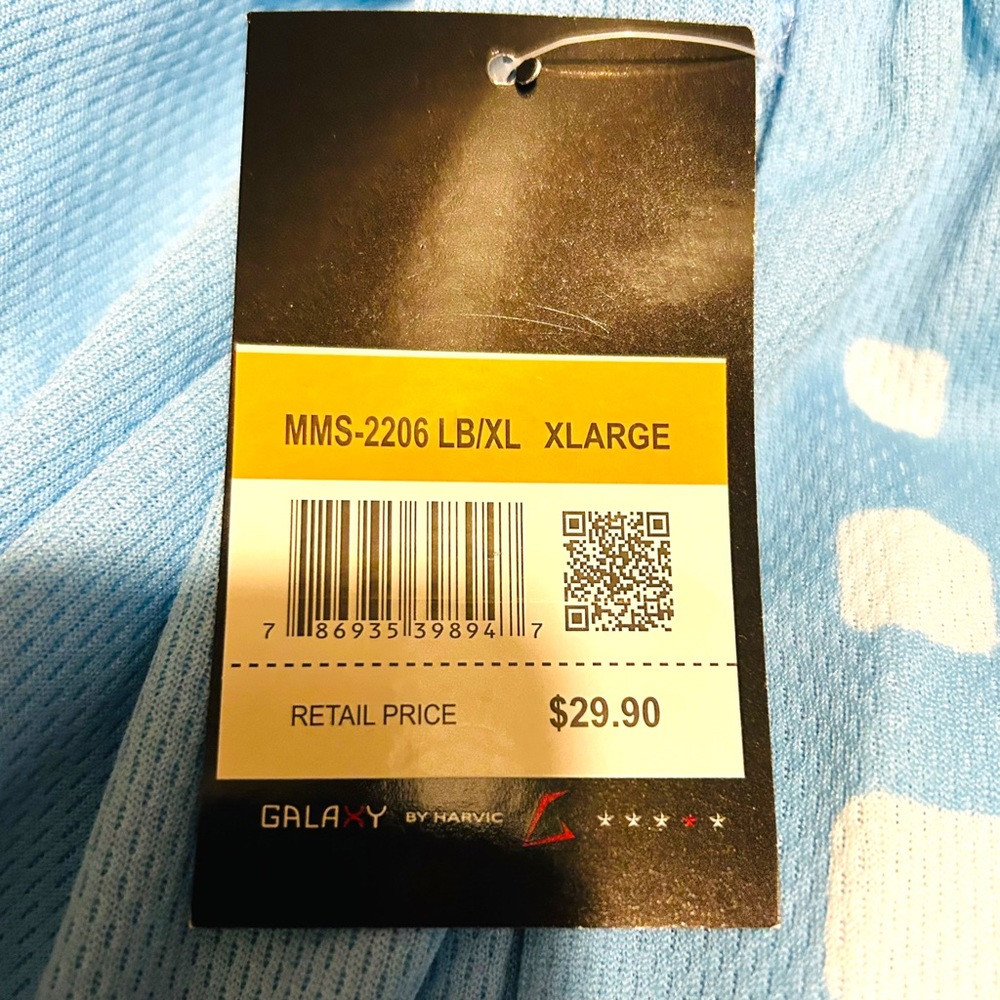 MMS-2206 LB/XL XLARGE
7 86935 39894 7
RETAIL PRICE $29.90
GALAXY BY HARVIC